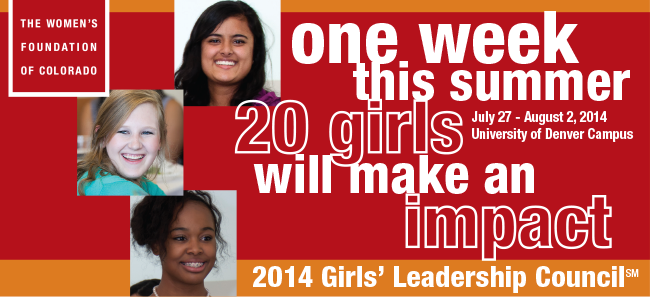 THE WOMEN'S
FOUNDATION
OF COLORADO
one week
this summer
20 girls
July 27 - August 2, 2014
University of Denver Campus
will make an
impact
2014 Girls' Leadership Council℠